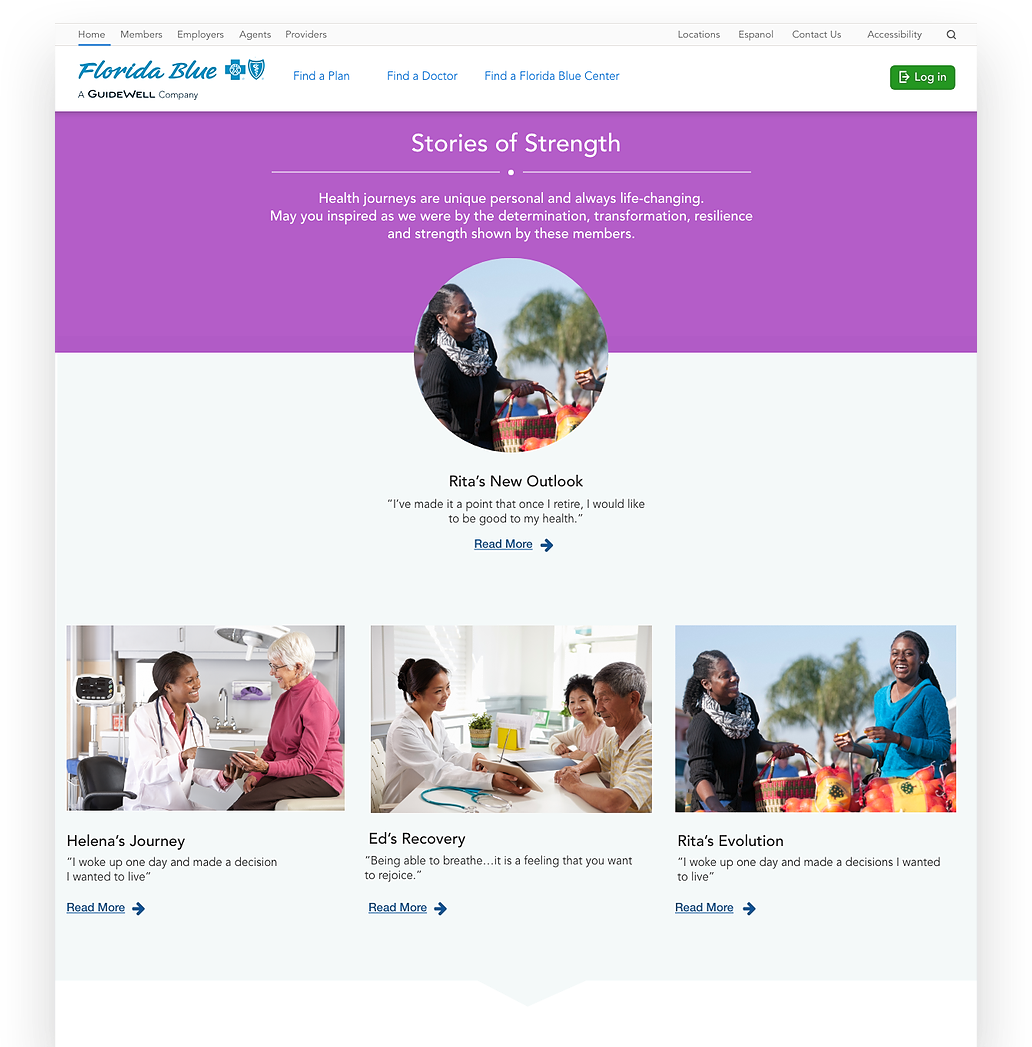 Home Members Employers Agents Providers Locations Espanol Contact Us Accessibility
Florida Blue
A GUIDEWELL Company
Find a Plan Find a Doctor Find a Florida Blue Center
Log in
Stories of Strength
Health journeys are unique personal and always life-changing.
May you inspired as we were by the determination, transformation, resilience
and strength shown by these members.
Rita’s New Outlook
“I’ve made it a point that once I retire, I would like
to be good to my health.”
Read More
Helena’s Journey
“I woke up one day and made a decision
I wanted to live”
Read More
Ed’s Recovery
“Being able to breathe...it is a feeling that you want
to rejoice.”
Read More
Rita’s Evolution
“I woke up one day and made a decisions I wanted
to live”
Read More